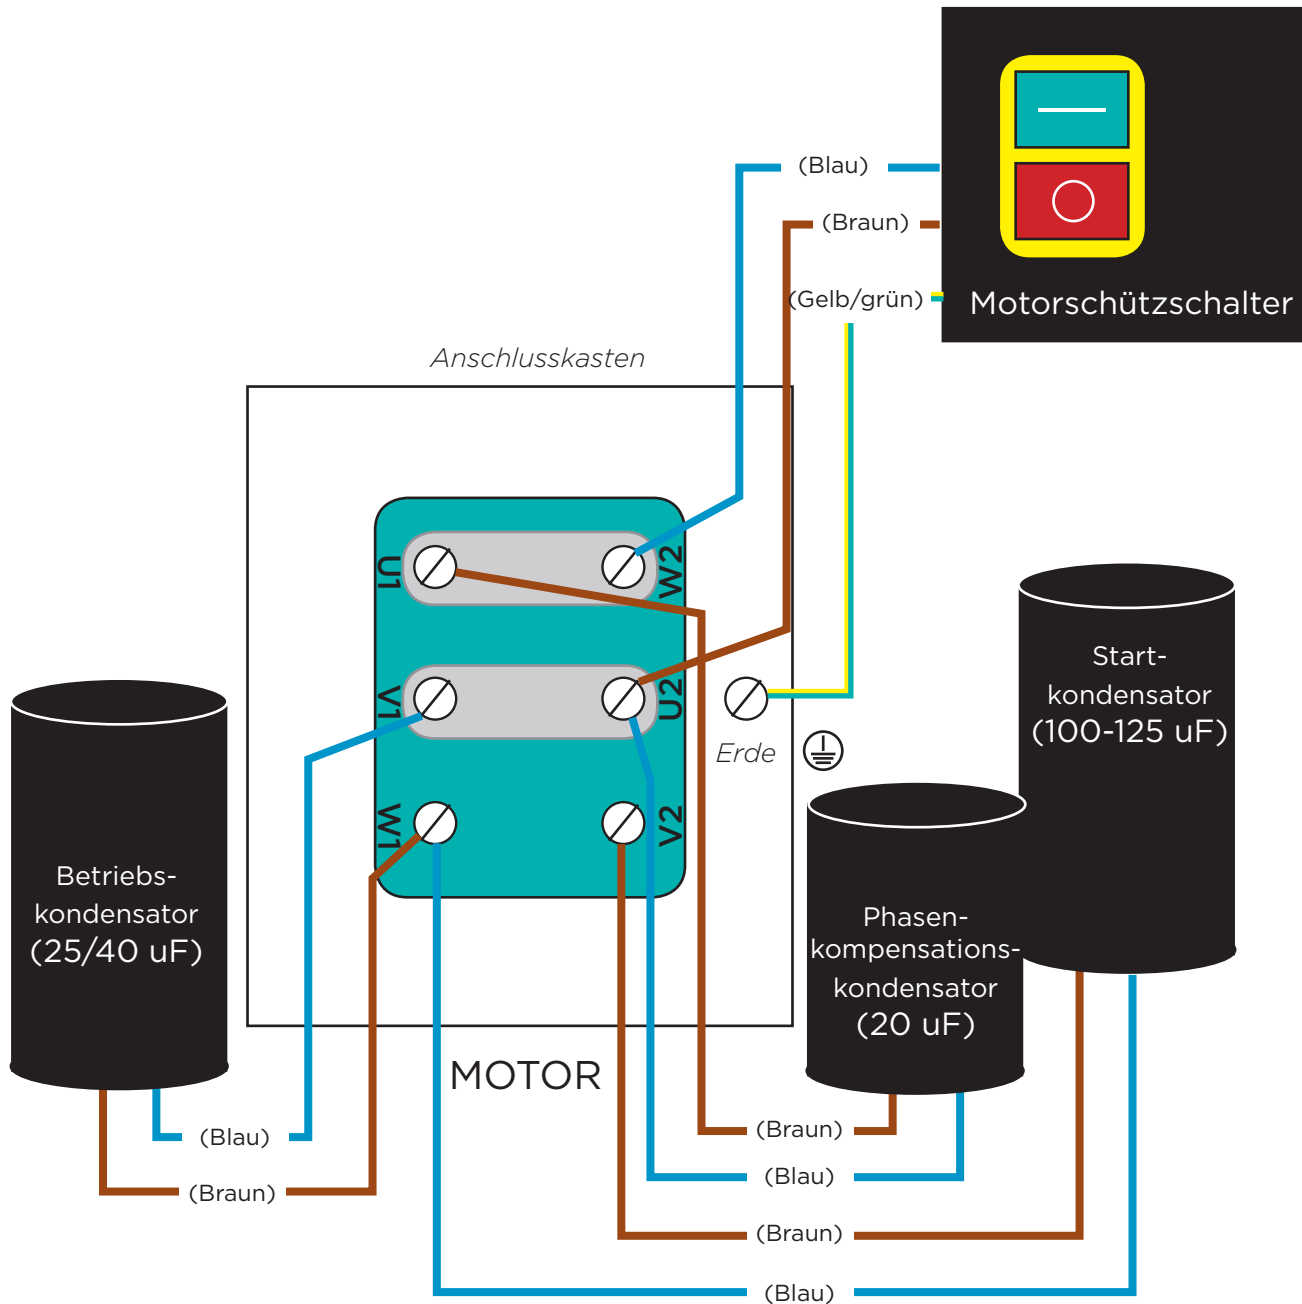 (Blau)
(Braun)
(Gelb/grün)
Motorschützschalter
Anschlusskasten
U1
W2
V1
U2
W1
V2
Erde
Start-
kondensator
(100-125 uF)
Betriebs-
kondensator
(25/40 uF)
Phasen-
kompensations-
kondensator
(20 uF)
MOTOR
(Blau)
(Braun)
(Braun)
(Blau)
(Braun)
(Blau)